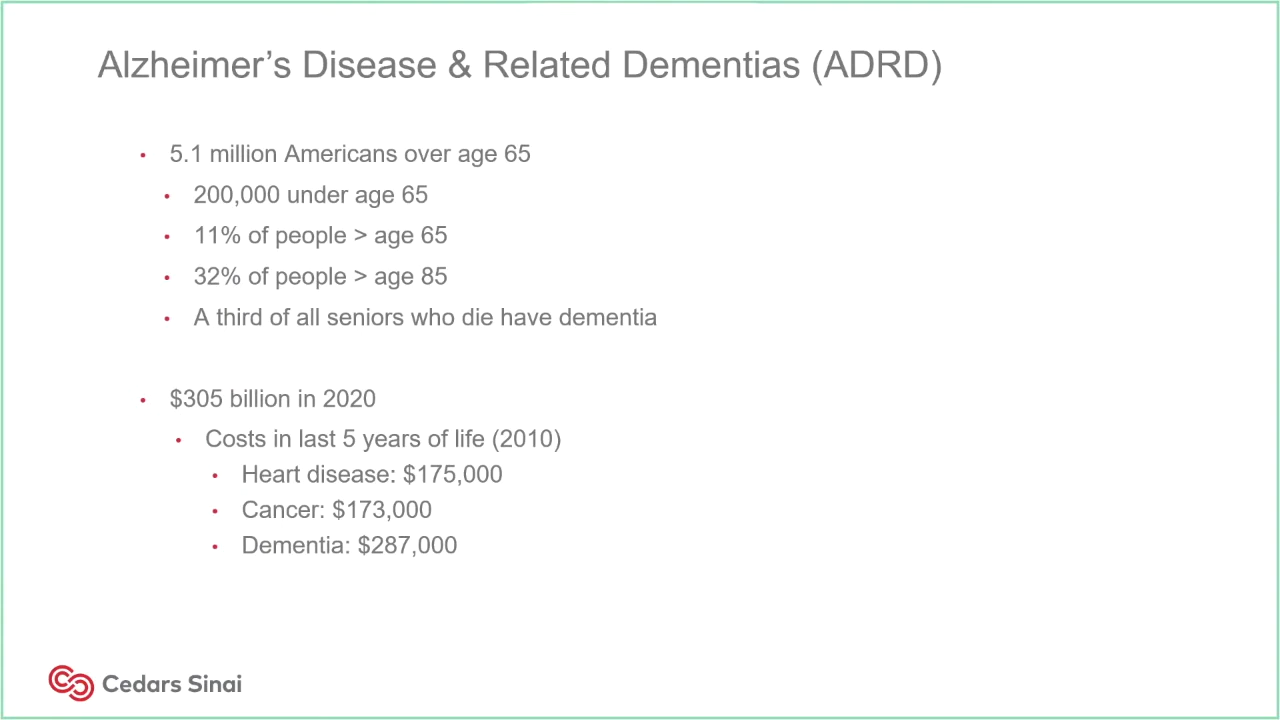 Alzheimer’s Disease & Related Dementias (ADRD)
• 5.1 million Americans over age 65
• 200,000 under age 65
• 11% of people > age 65
• 32% of people > age 85
• A third of all seniors who die have dementia
• $305 billion in 2020
• Costs in last 5 years of life (2010)
• Heart disease: $175,000
• Cancer: $173,000
• Dementia: $287,000
Cedars Sinai